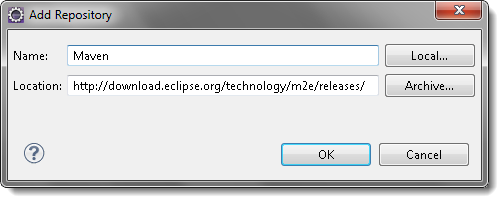 Add Repository
Name: Maven Local...
Location: http://download.eclipse.org/technology/m2e/releases/ Archive...
? OK Cancel